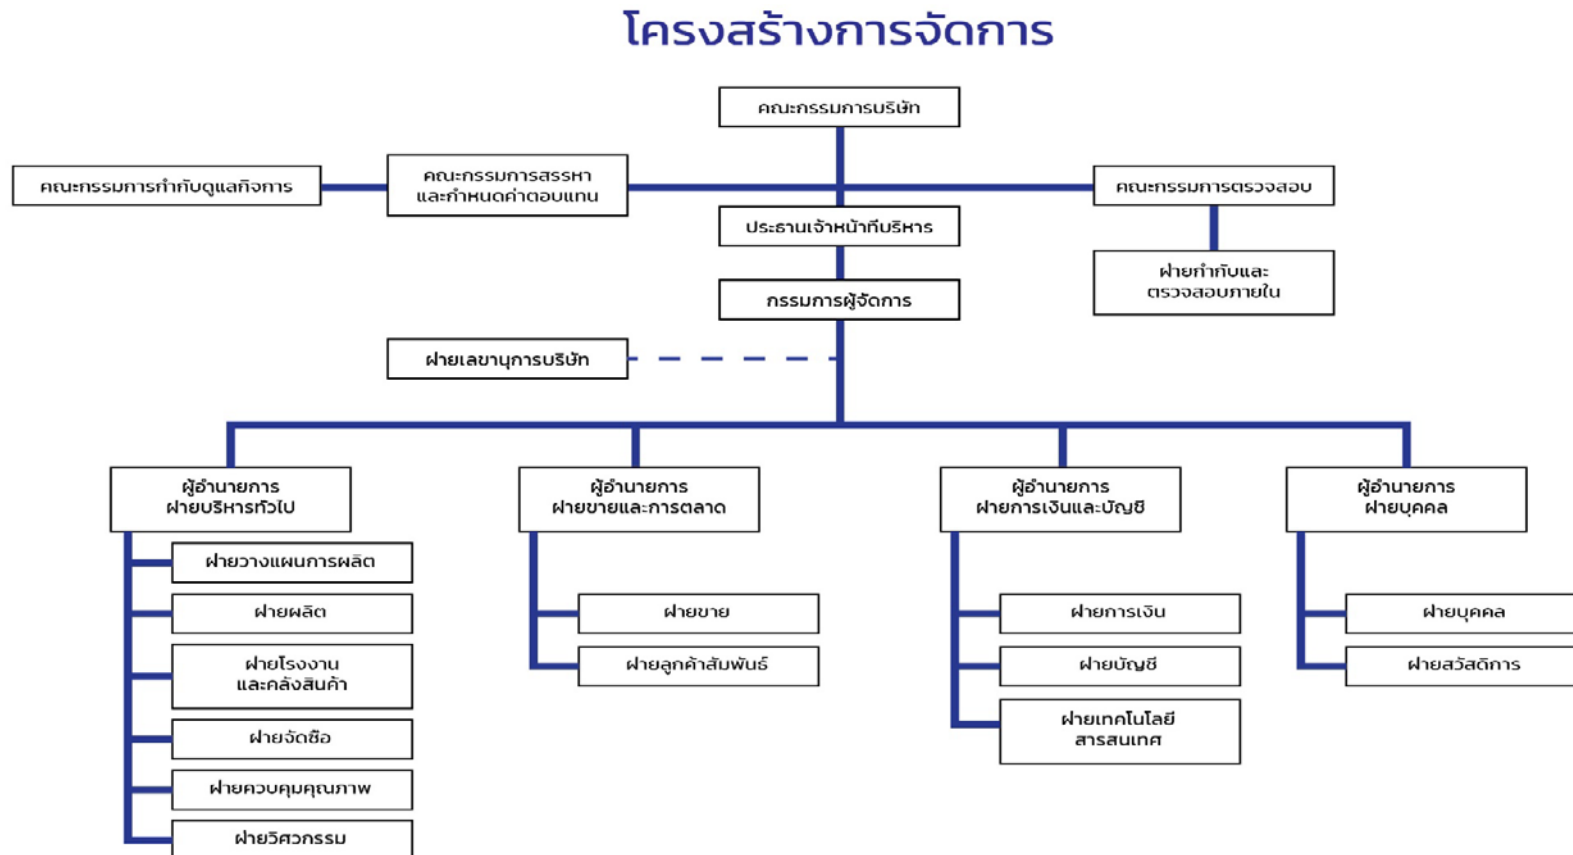 โครงสร้างการจัดการ
คณะกรรมการบริษัท
คณะกรรมการกำกับดูแลกิจการ
คณะกรรมการสรรหา
และกำหนดค่าตอบแทน
คณะกรรมการตรวจสอบ
ประธานเจ้าหน้าที่บริหาร
ฝ่ายกำกับและ
ตรวจสอบภายใน
กรรมการผู้จัดการ
ฝ่ายเลขานุการบริษัท
ผู้อำนายการ
ฝ่ายบริหารทั่วไป
ฝ่ายวางแผนการผลิต
ฝ่ายผลิต
ฝ่ายโรงงาน
และคลังสินค้า
ฝ่ายจัดซื้อ
ฝ่ายควบคุมคุณภาพ
ฝ่ายวิศวกรรม
ผู้อำนายการ
ฝ่ายขายและการตลาด
ฝ่ายขาย
ฝ่ายลูกค้าสัมพันธ์
ผู้อำนายการ
ฝ่ายการเงินและบัญชี
ฝ่ายการเงิน
ฝ่ายบัญชี
ฝ่ายเทคโนโลยี
สารสนเทศ
ผู้อำนายการ
ฝ่ายบุคคล
ฝ่ายบุคคล
ฝ่ายสวัสดิการ